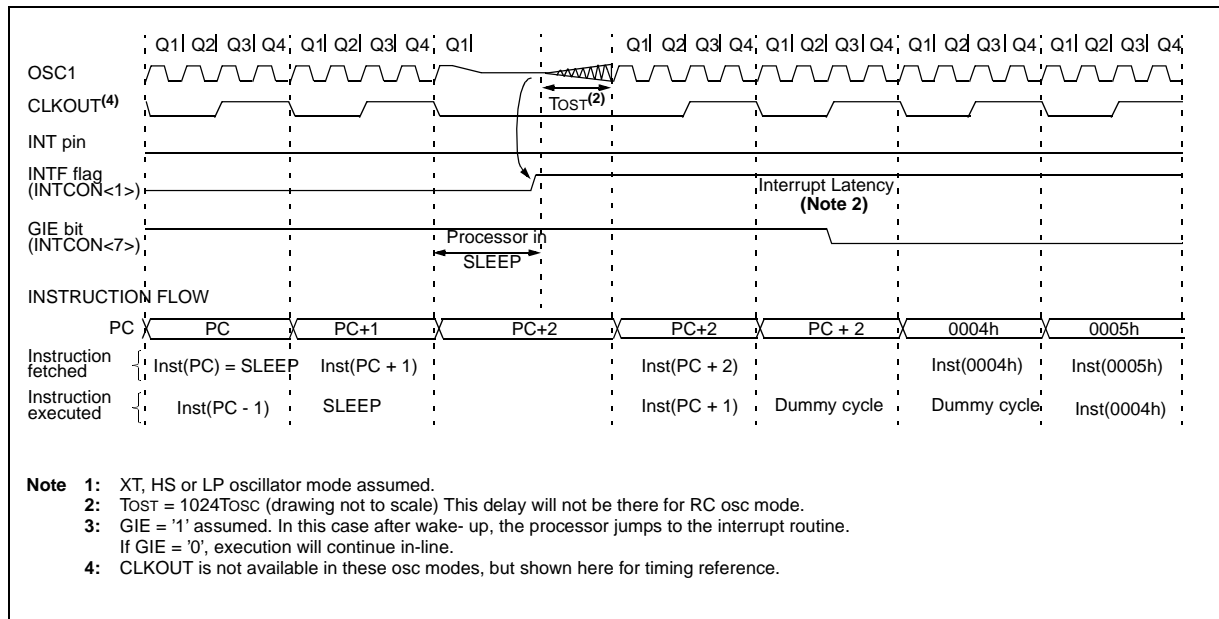 Q1 Q2 Q3 Q4 Q1 Q2 Q3 Q4 Q1 Q1 Q2 Q3 Q4 Q1 Q2 Q3 Q4 Q1 Q2 Q3 Q4 Q1 Q2 Q3 Q4
OSC1
TOST(2)
CLKOUT(4)
INT pin
INTF flag
(INTCON<1>)
Interrupt Latency
(Note 2)
GIE bit
(INTCON<7>)
Processor in
SLEEP
INSTRUCTION FLOW
PC PC PC+1 PC+2 PC+2 PC + 2 0004h 0005h
Instruction
fetched
Inst(PC) = SLEEP Inst(PC + 1) Inst(PC + 2) Inst(0004h) Inst(0005h)
Instruction
executed
Inst(PC - 1) SLEEP Inst(PC + 1) Dummy cycle Dummy cycle Inst(0004h)
Note 1: XT, HS or LP oscillator mode assumed.
2: TOST = 1024TOSC (drawing not to scale) This delay will not be there for RC osc mode.
3: GIE = '1' assumed. In this case after wake- up, the processor jumps to the interrupt routine.
If GIE = '0', execution will continue in-line.
4: CLKOUT is not available in these osc modes, but shown here for timing reference.